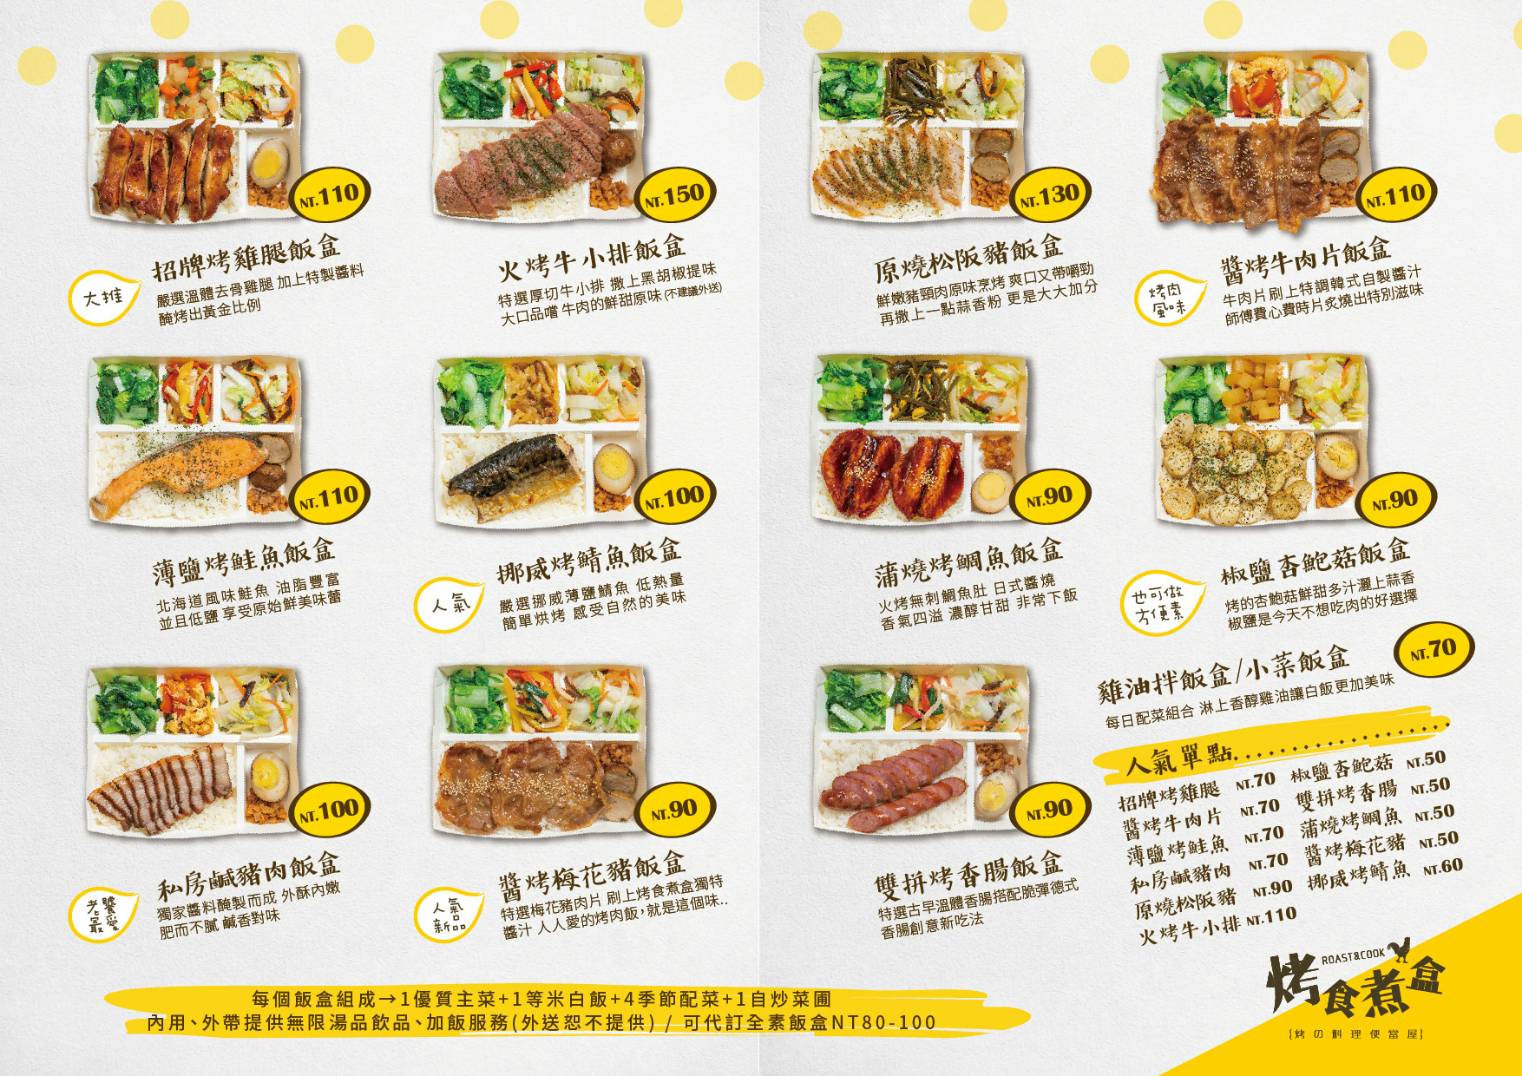 NT.110
招牌烤雞腿飯盒
大推
嚴選溫體去骨雞腿 加上特製醬料
醃烤出黃金比例
NT.150
火烤牛小排飯盒
特選厚切牛小排 撒上黑胡椒提味
大口品嚐 牛肉的鮮甜原味(不建議外送)
NT.130
原燒松阪豬飯盒
鮮嫩豬頸肉原味烹烤 爽口又帶嚼勁
再撒上一點蒜香粉 更是大大加分
NT.110
醬烤牛肉片飯盒
烤肉
風味
牛肉片刷上特調韓式自製醬汁
師傅費心費時片炙燒出特別滋味
NT.110
薄鹽烤鮭魚飯盒
北海道風味鮭魚 油脂豐富
並且低鹽 享受原始鮮美味蕾
NT.100
挪威烤鯖魚飯盒
人氣
嚴選挪威薄鹽鯖魚 低熱量
簡單烘烤 感受自然的美味
NT.90
蒲燒烤鯛魚飯盒
火烤無刺鯛魚肚 日式醬燒
香氣四溢 濃醇甘甜 非常下飯
NT.90
椒鹽杏鮑菇飯盒
也可做
方便素
烤的杏鮑菇鮮甜多汁灑上蒜香
椒鹽是今天不想吃肉的好選擇
NT.100
私房鹹豬肉飯盒
老饕
最愛
獨家醬料醃製而成 外酥內嫩
肥而不膩 鹹香對味
NT.90
醬烤梅花豬飯盒
人氣
新品
特選梅花豬肉片 刷上烤食煮盒獨特
醬汁 人人愛的烤肉飯,就是這個味..
NT.90
雙拼烤香腸飯盒
特選古早溫體香腸搭配脆彈德式
香腸創意新吃法
NT.70
雞油拌飯盒/小菜飯盒
每日配菜組合 淋上香醇雞油讓白飯更加美味
人氣單點
招牌烤雞腿 NT.70 椒鹽杏鮑菇 NT.50
醬烤牛肉片 NT.70 雙拼烤香腸 NT.50
薄鹽烤鮭魚 NT.70 蒲燒烤鯛魚 NT.50
私房鹹豬肉 NT.70 醬烤梅花豬 NT.50
原燒松阪豬 NT.90 挪威烤鯖魚 NT.60
火烤牛小排 NT.110
每個飯盒組成→1優質主菜+1等米白飯+4季節配菜+1自炒菜圃
內用、外帶提供無限湯品飲品、加飯服務(外送恕不提供) / 可代訂全素飯盒NT80-100
ROAST&COOK
烤食煮盒
{烤の料理便當屋}